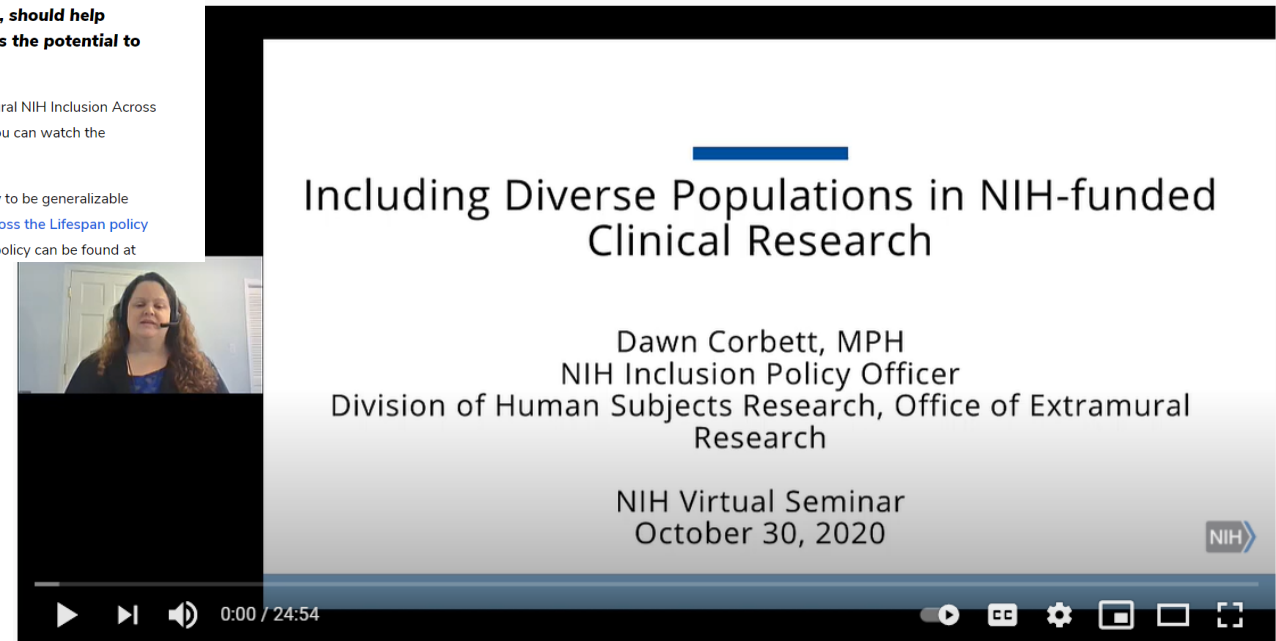 , should help
s the potential to
ral NIH Inclusion Across
ou can watch the
to be generalizable
oss the Lifespan policy
policy can be found at
Including Diverse Populations in NIH-funded
Clinical Research
Dawn Corbett, MPH
NIH Inclusion Policy Officer
Division of Human Subjects Research, Office of Extramural
Research
NIH Virtual Seminar
October 30, 2020
NIH
0:00 / 24:54
CC